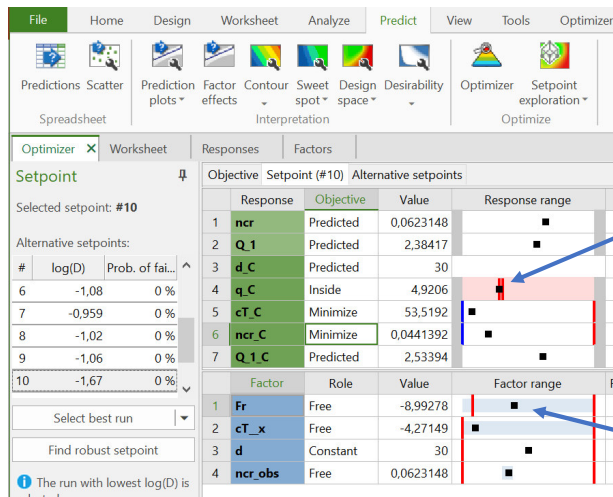 File Home Design Worksheet Analyze Predict View Tools Optimizer
Predictions Scatter Prediction plots Factor effects Contour Sweet spot Design space Desirability Optimizer Setpoint exploration
Spreadsheet Interpretation Optimize
Optimizer X Worksheet Responses Factors
Setpoint
Selected setpoint: #10
Alternative setpoints:
# log(D) Prob. of fai...
6 -1,08 0 %
7 -0,959 0 %
8 -1,02 0 %
9 -1,06 0 %
10 -1,67 0 %
Select best run
Find robust setpoint
The run with lowest log(D) is
Objective Setpoint (#10) Alternative setpoints
Response Objective Value Response range
1 ncr Predicted 0,0623148
2 Q_1 Predicted 2,38417
3 d_C Predicted 30
4 q_C Inside 4,9206
5 cT_C Minimize 53,5192
6 ncr_C Minimize 0,0441392
7 Q_1_C Predicted 2,53394
Factor Role Value Factor range
1 Fr Free -8,99278
2 cT_x Free -4,27149
3 d Constant 30
4 ncr_obs Free 0,0623148